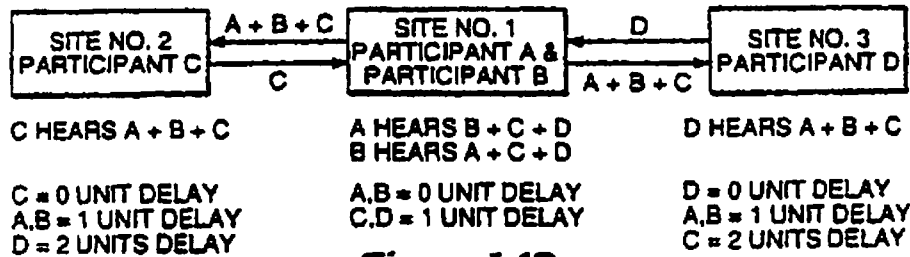 SITE NO. 2
PARTICIPANT C
A + B + C
C
SITE NO. 1
PARTICIPANT A &
PARTICIPANT B
D
A + B + C
SITE NO. 3
PARTICIPANT D
C HEARS A + B + C
A HEARS B + C + D
B HEARS A + C + D
D HEARS A + B + C
C = 0 UNIT DELAY
A,B = 1 UNIT DELAY
D = 2 UNITS DELAY
A,B = 0 UNIT DELAY
C,D = 1 UNIT DELAY
D = 0 UNIT DELAY
A,B = 1 UNIT DELAY
C = 2 UNITS DELAY